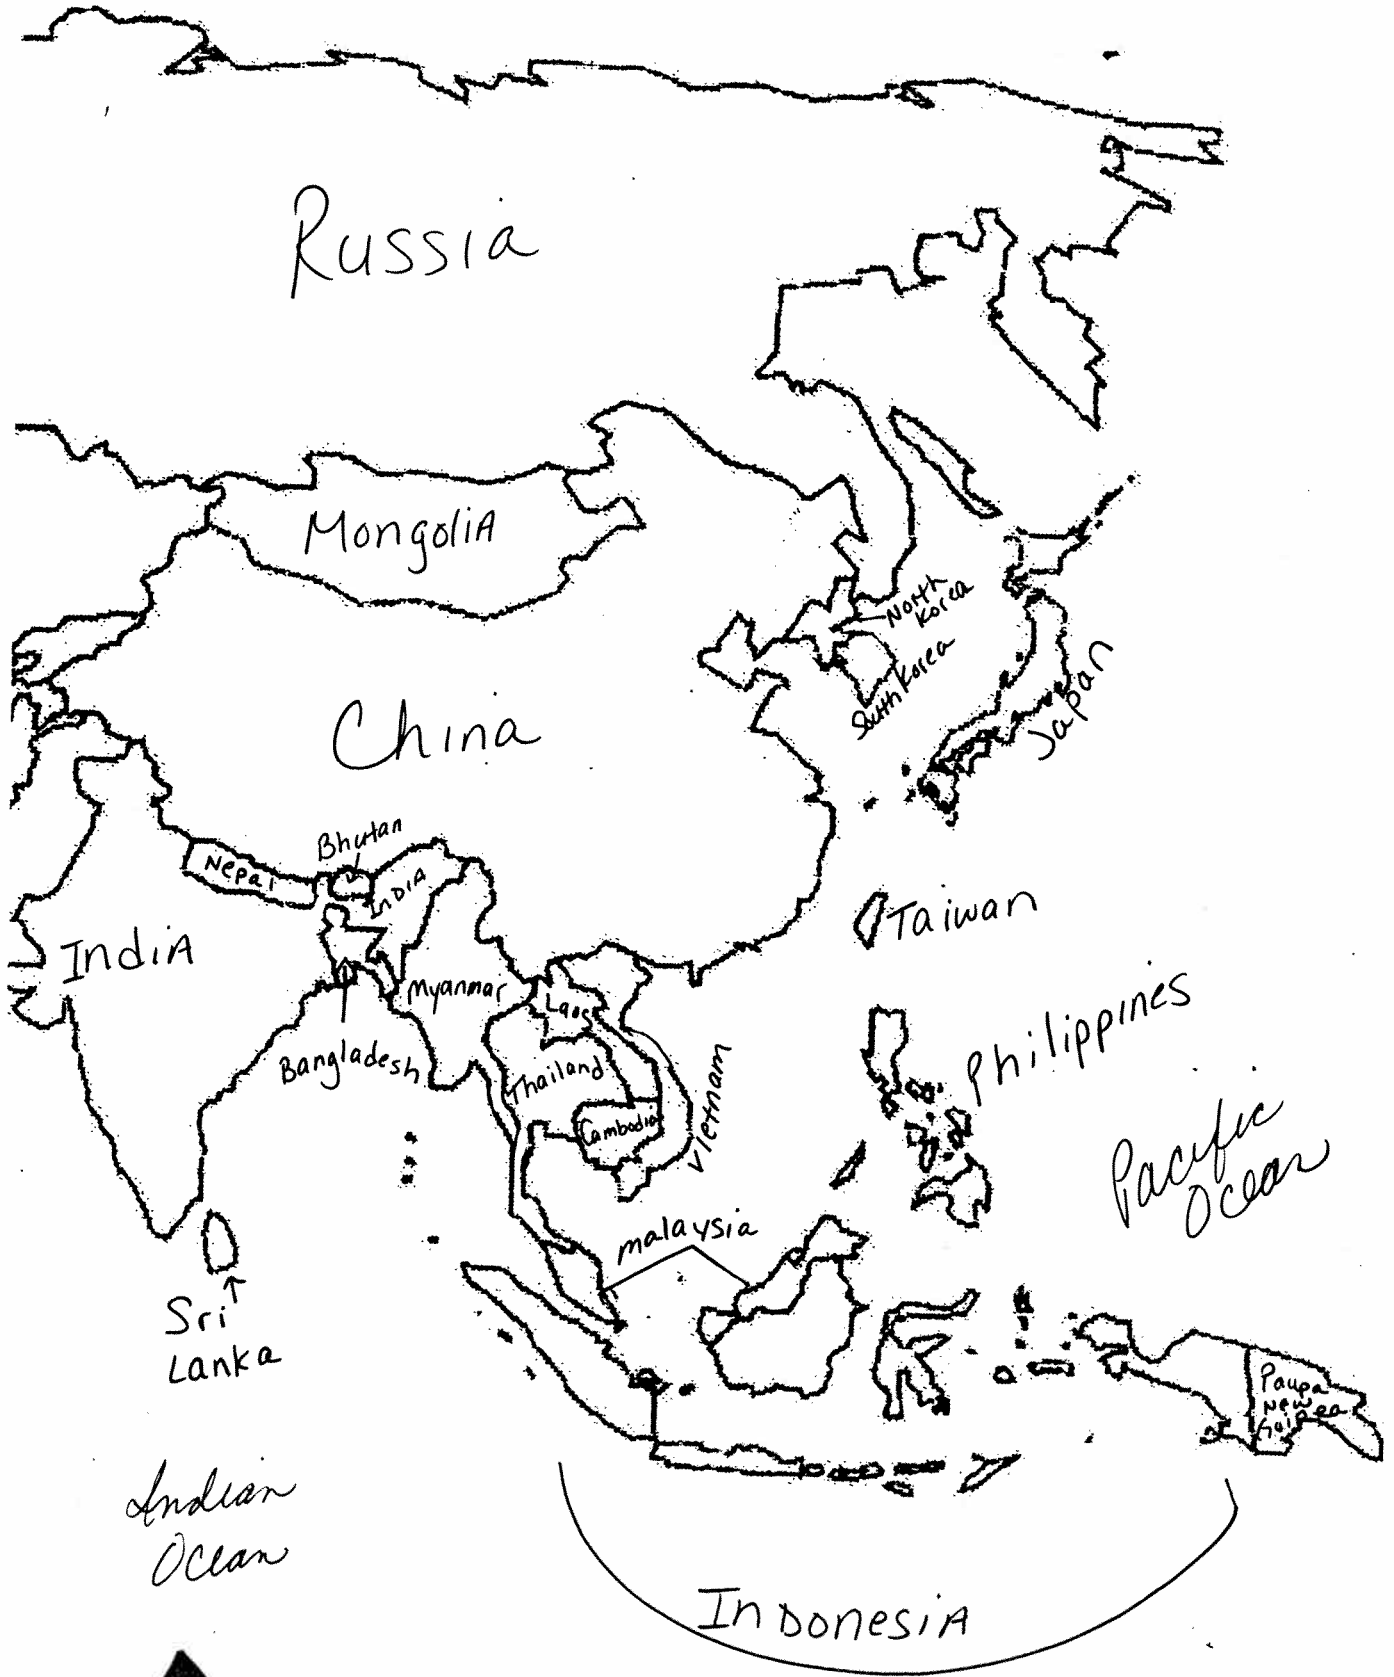 Russia
MongoliA
North
Korea
South Korea
Japan
China
Bhutan
Nepal
INDIA
Taiwan
IndiA
Myanmar
Laos
Philippines
Bangladesh
Thailand
Vietnam
Cambodia
Pacific
Ocean
malaysia
Sri
Lanka
Paupa
New
Guinea
Indian
Ocean
InDonesiA